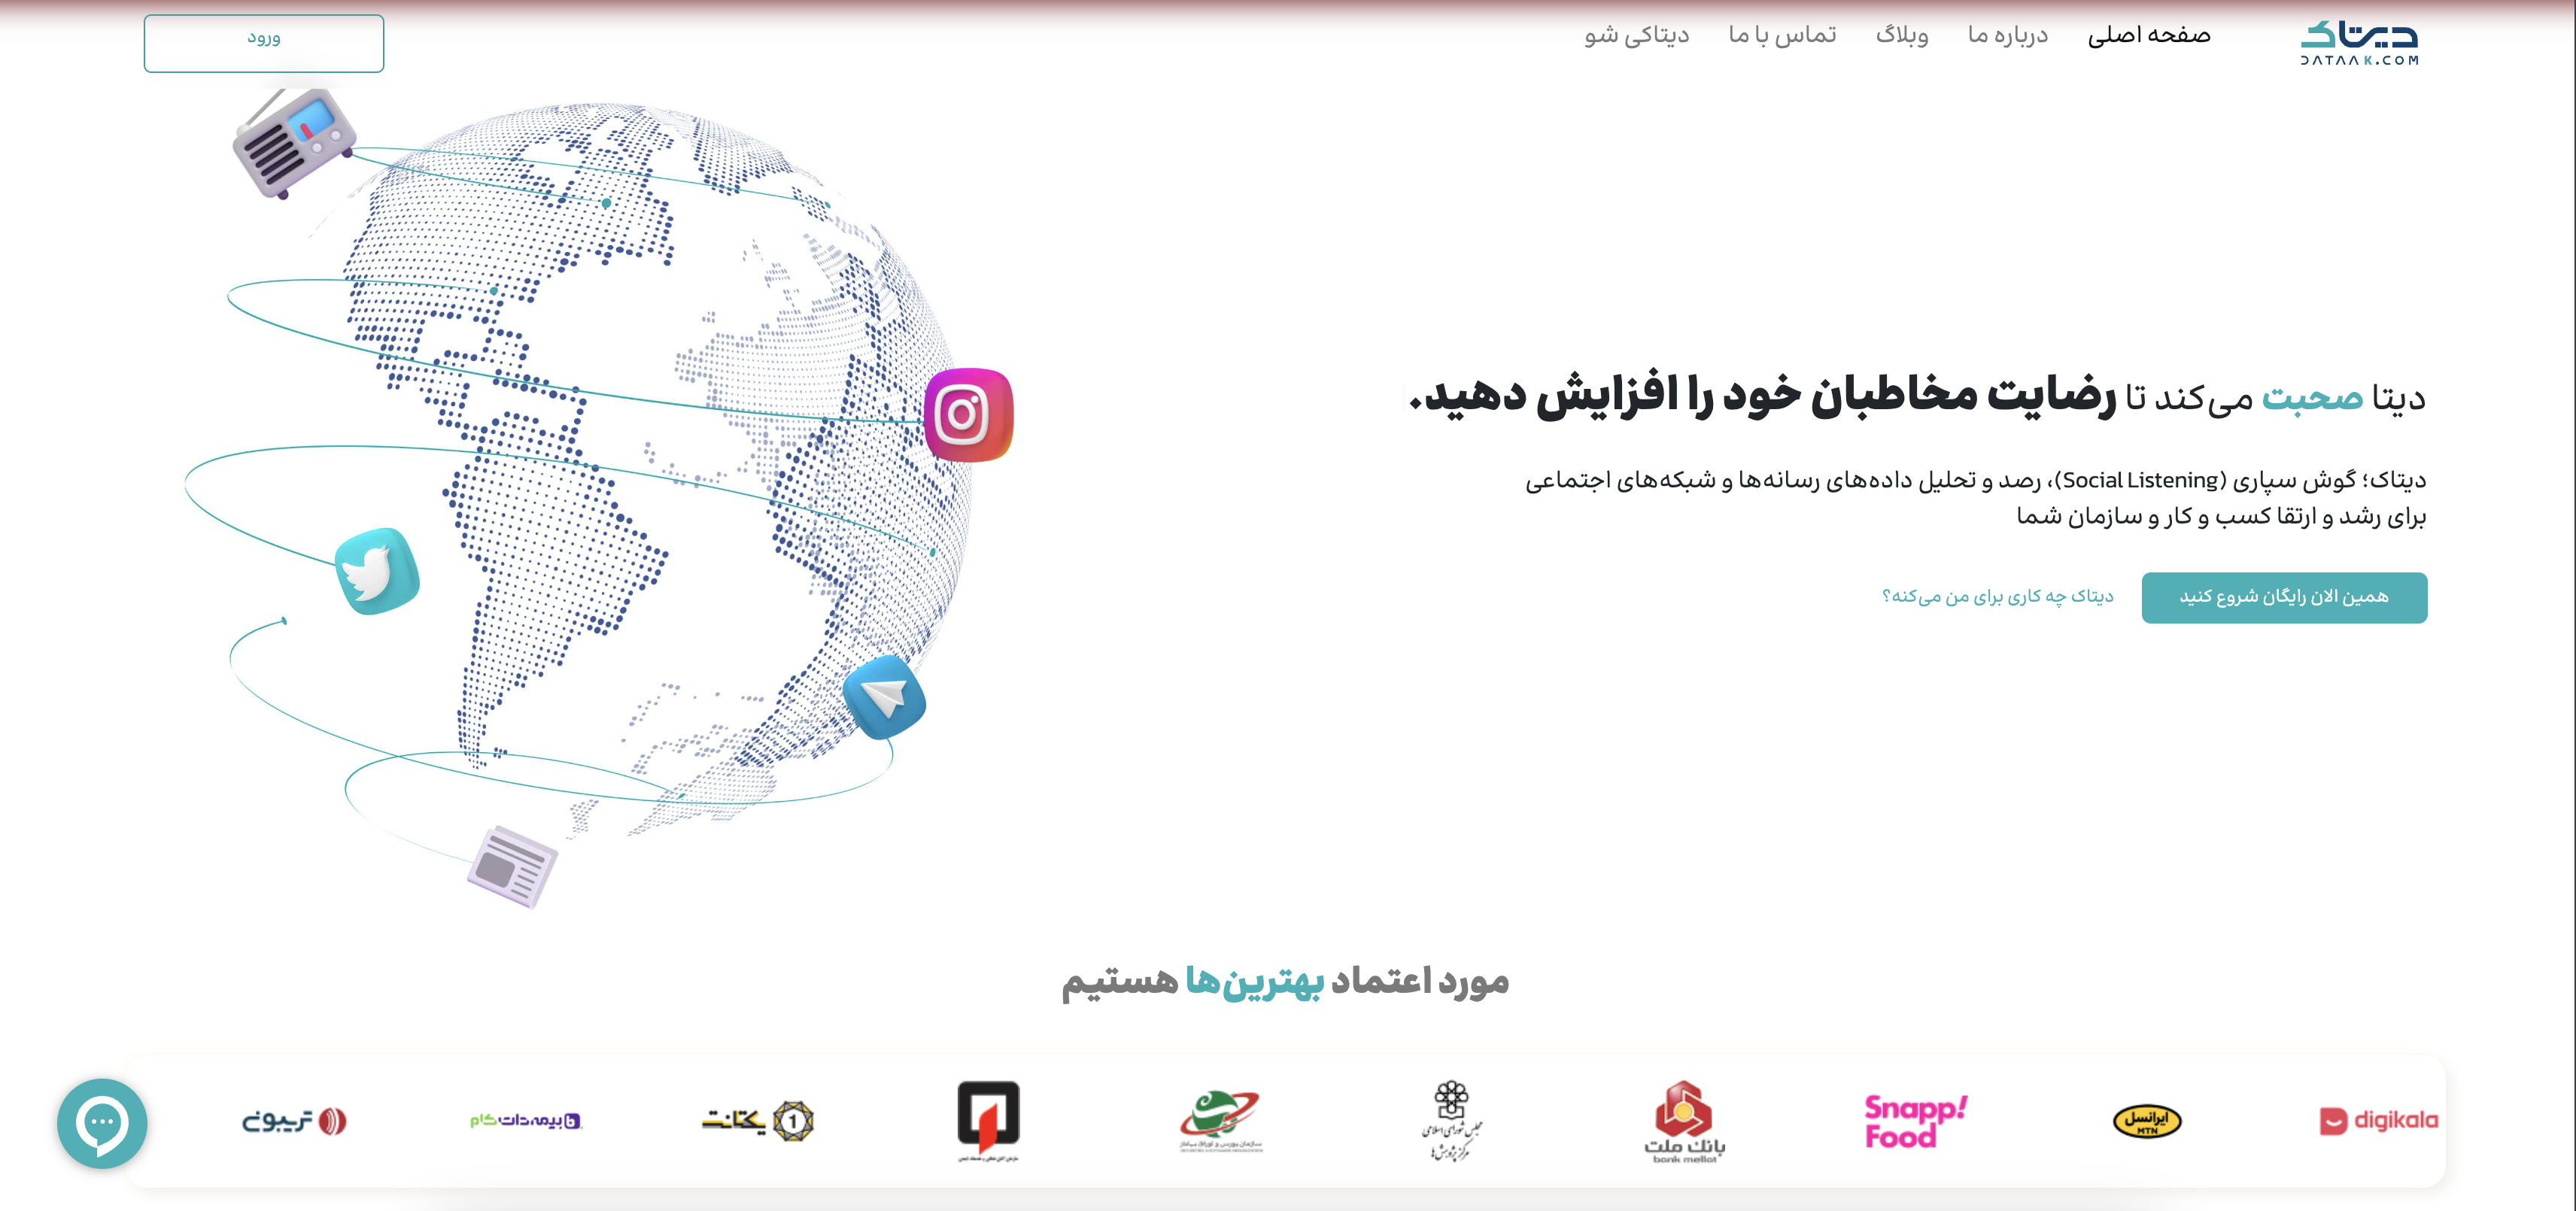 دیتاک
DATAAK.COM
صفحه اصلی
درباره ما
وبلاگ
تماس با ما
دیتاکی شو
ورود
دیتا صحبت می‌کند تا رضایت مخاطبان خود را افزایش دهید.
دیتاک؛ گوش سپاری (Social Listening)، رصد و تحلیل داده‌های رسانه‌ها و شبکه‌های اجتماعی
برای رشد و ارتقا کسب و کار و سازمان شما
همین الان رایگان شروع کنید
دیتاک چه کاری برای من می‌کنه؟
مورد اعتماد بهترین‌ها هستیم
digikala
ایرانسل
MTN
Snapp!
Food
بانک ملت
bank mellat
مجلس شورای اسلامی
مرکز پژوهش‌ها
سازمان بورس و اوراق بهادار
1 یکتانت
بیمه‌دات‌کام
تریبون